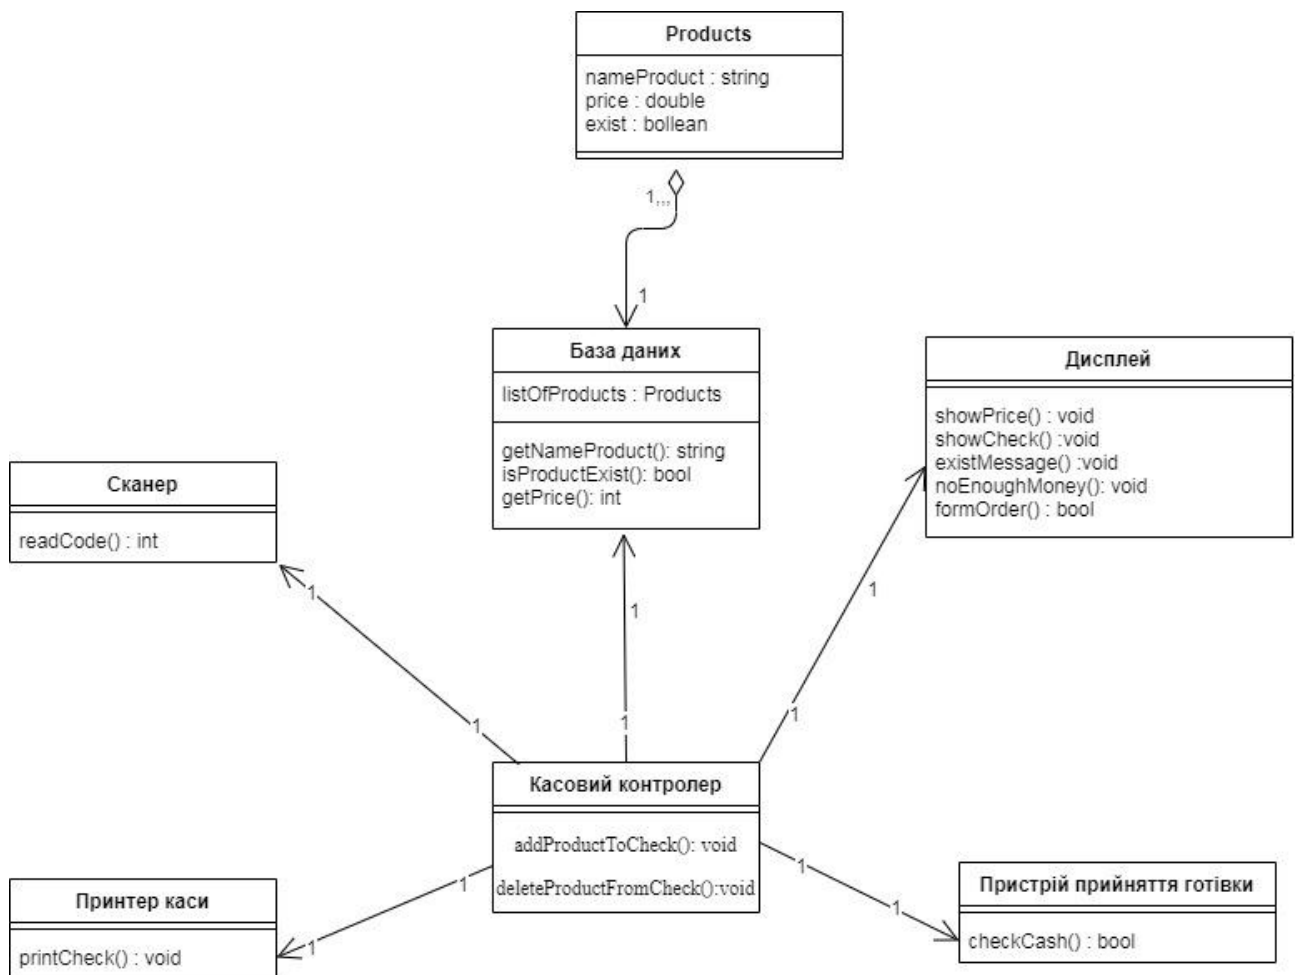 Products
nameProduct : string
price : double
exist : bollean
1,,,
1
База даних
listOfProducts : Products
getNameProduct(): string
isProductExist(): bool
getPrice(): int
Дисплей
showPrice() : void
showCheck() :void
existMessage() :void
noEnoughMoney(): void
formOrder() : bool
Сканер
readCode() : int
1
1
1
1
1
1
Касовий контролер
addProductToCheck(): void
deleteProductFromCheck():void
1
1
1
1
Принтер каси
printCheck() : void
Пристрій прийняття готівки
checkCash() : bool